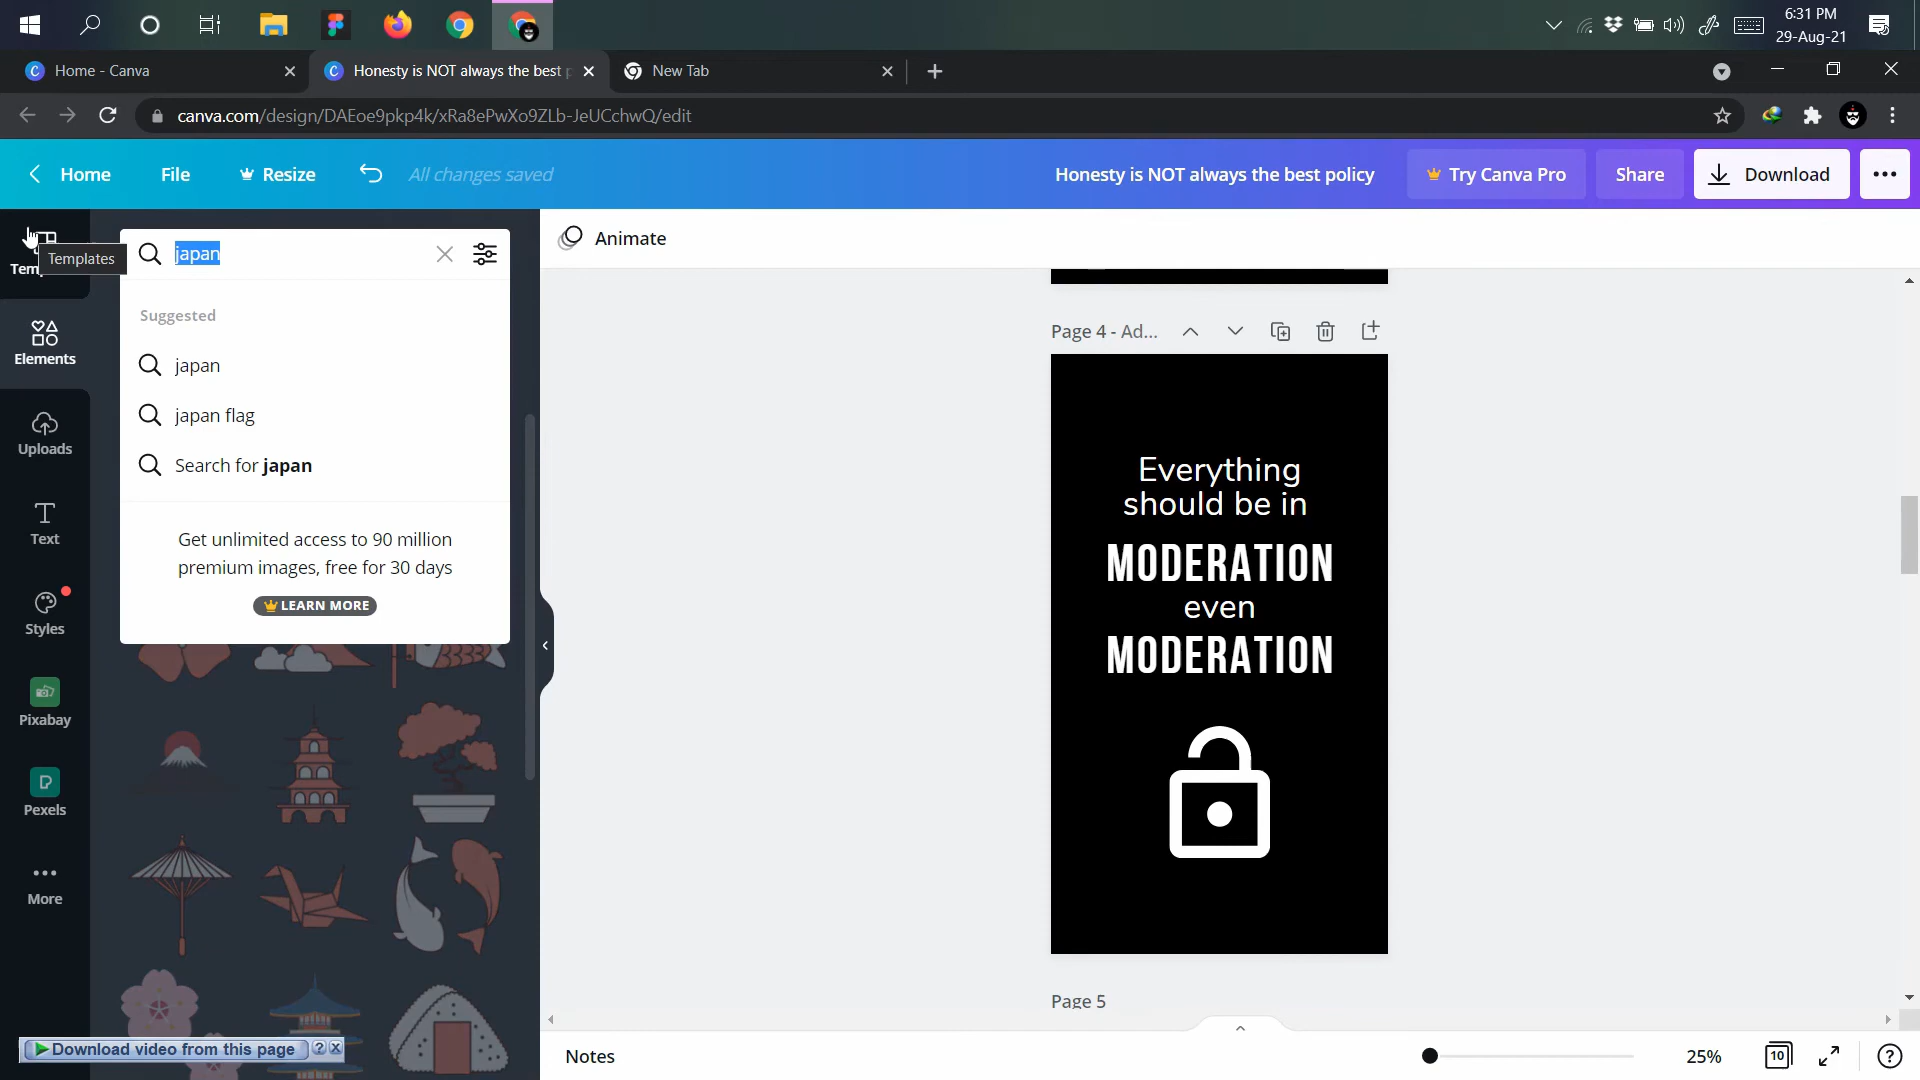 6:31 PM
29-Aug-21
Home - Canva
Honesty is NOT always the best p
New Tab
canva.com/design/DAEoe9pkp4k/xRa8ePwXo9ZLb-JeUCchwQ/edit
Home
File
Resize
All changes saved
Honesty is NOT always the best policy
Try Canva Pro
Share
Download
Temp
Templates
Elements
Uploads
Text
Styles
Pixabay
Pexels
More
japan
Suggested
japan
japan flag
Search for japan
Get unlimited access to 90 million
premium images, free for 30 days
LEARN MORE
Animate
Page 4 - Ad...
Everything
should be in
MODERATION
even
MODERATION
Page 5
Download video from this page
Notes
25%
10